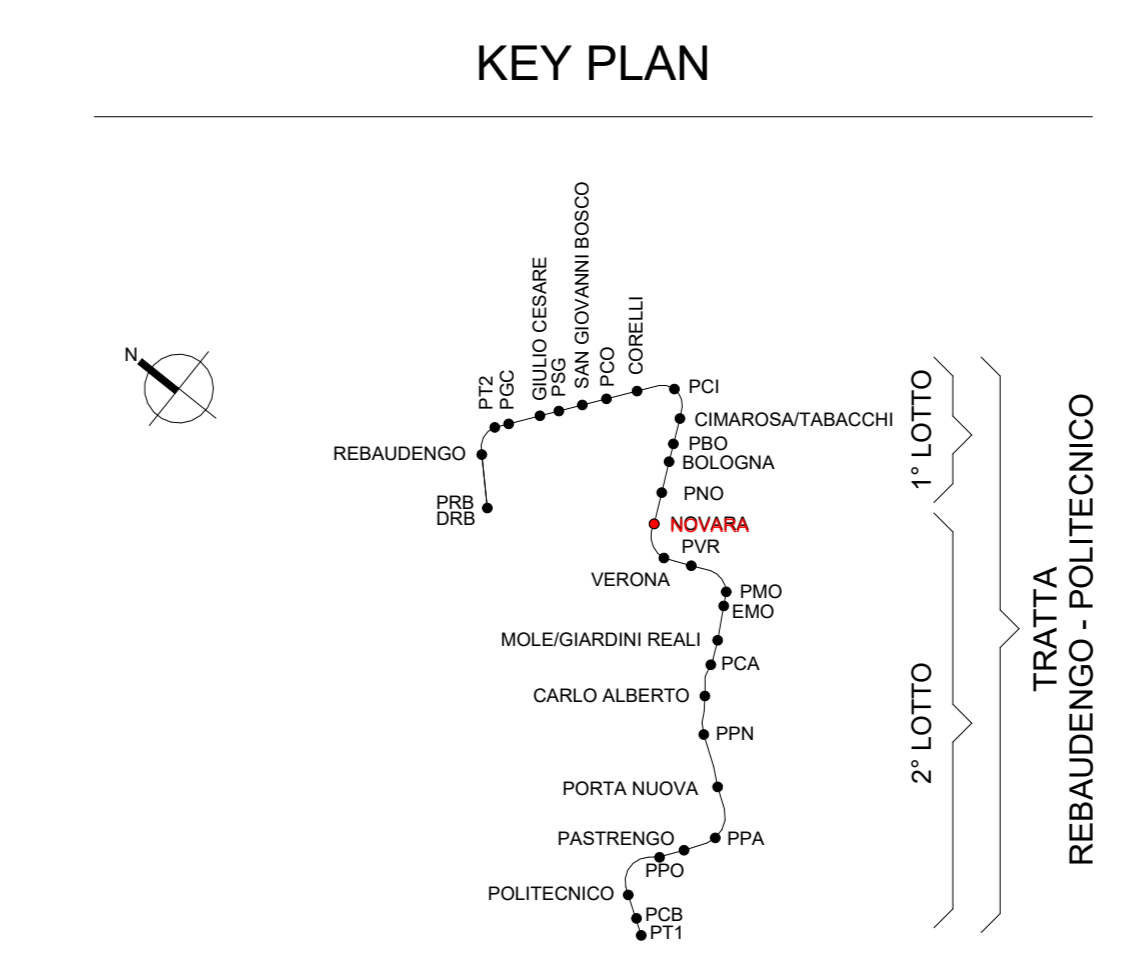 KEY PLAN
N
PT2
PGC
GIULIO CESARE
PSG
SAN GIOVANNI BOSCO
PCO
CORELLI
PCI
CIMAROSA/TABACCHI
REBAUDENGO
PBO
BOLOGNA
PRB
DRB
PNO
NOVARA
PVR
VERONA
PMO
EMO
MOLE/GIARDINI REALI
PCA
CARLO ALBERTO
PPN
PORTA NUOVA
PASTRENGO
PPA
PPO
POLITECNICO
PCB
PT1
1° LOTTO
2° LOTTO
TRATTA
REBAUDENGO - POLITECNICO